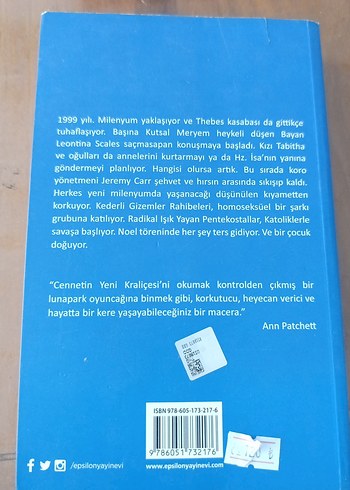 1999 yılı. Milenyum yaklaşıyor ve Thebes kasabası da gittikçe
tuhaflaşıyor. Başına Kutsal Meryem heykeli düşen Bayan
Leontina Scales saçmasapan konuşmaya başladı. Kızı Tabitha
ve oğulları da annelerini kurtarmayı ya da Hz. İsa'nın yanına
göndermeyi planlıyor. Hangisi olursa artık. Bu sırada koro
yönetmeni Jeremy Carr şehvet ve hırsın arasında sıkışıp kaldı.
Herkes yeni milenyumda yaşanacağı düşünülen kıyametten
korkuyor. Kederli Gizemler Rahibeleri, homoseksüel bir şarkı
grubuna katılıyor. Radikal Işık Yayan Pentekostallar, Katoliklerle
savaşa başlıyor. Noel töreninde her şey ters gidiyor. Ve bir çocuk
doğuyor.
"Cennetin Yeni Kraliçesi'ni okumak kontrolden çıkmış bir
lunapark oyuncağına binmek gibi, korkutucu, heyecan verici ve
hayatta bir kere yaşayabileceğiniz bir macera."
Ann Patchett
ISBN 978-605-173-217-6
9 786051 732176
/epsilonyayinevi
www.epsilonyayinevi.com